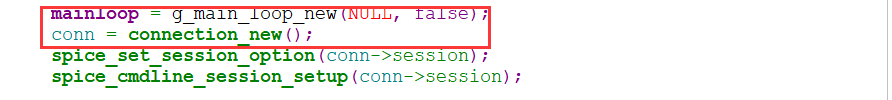 mainloop = g_main_loop_new(NULL, false);
conn = connection_new();
spice_set_session_option(conn->session);
spice_cmdline_session_setup(conn->session);